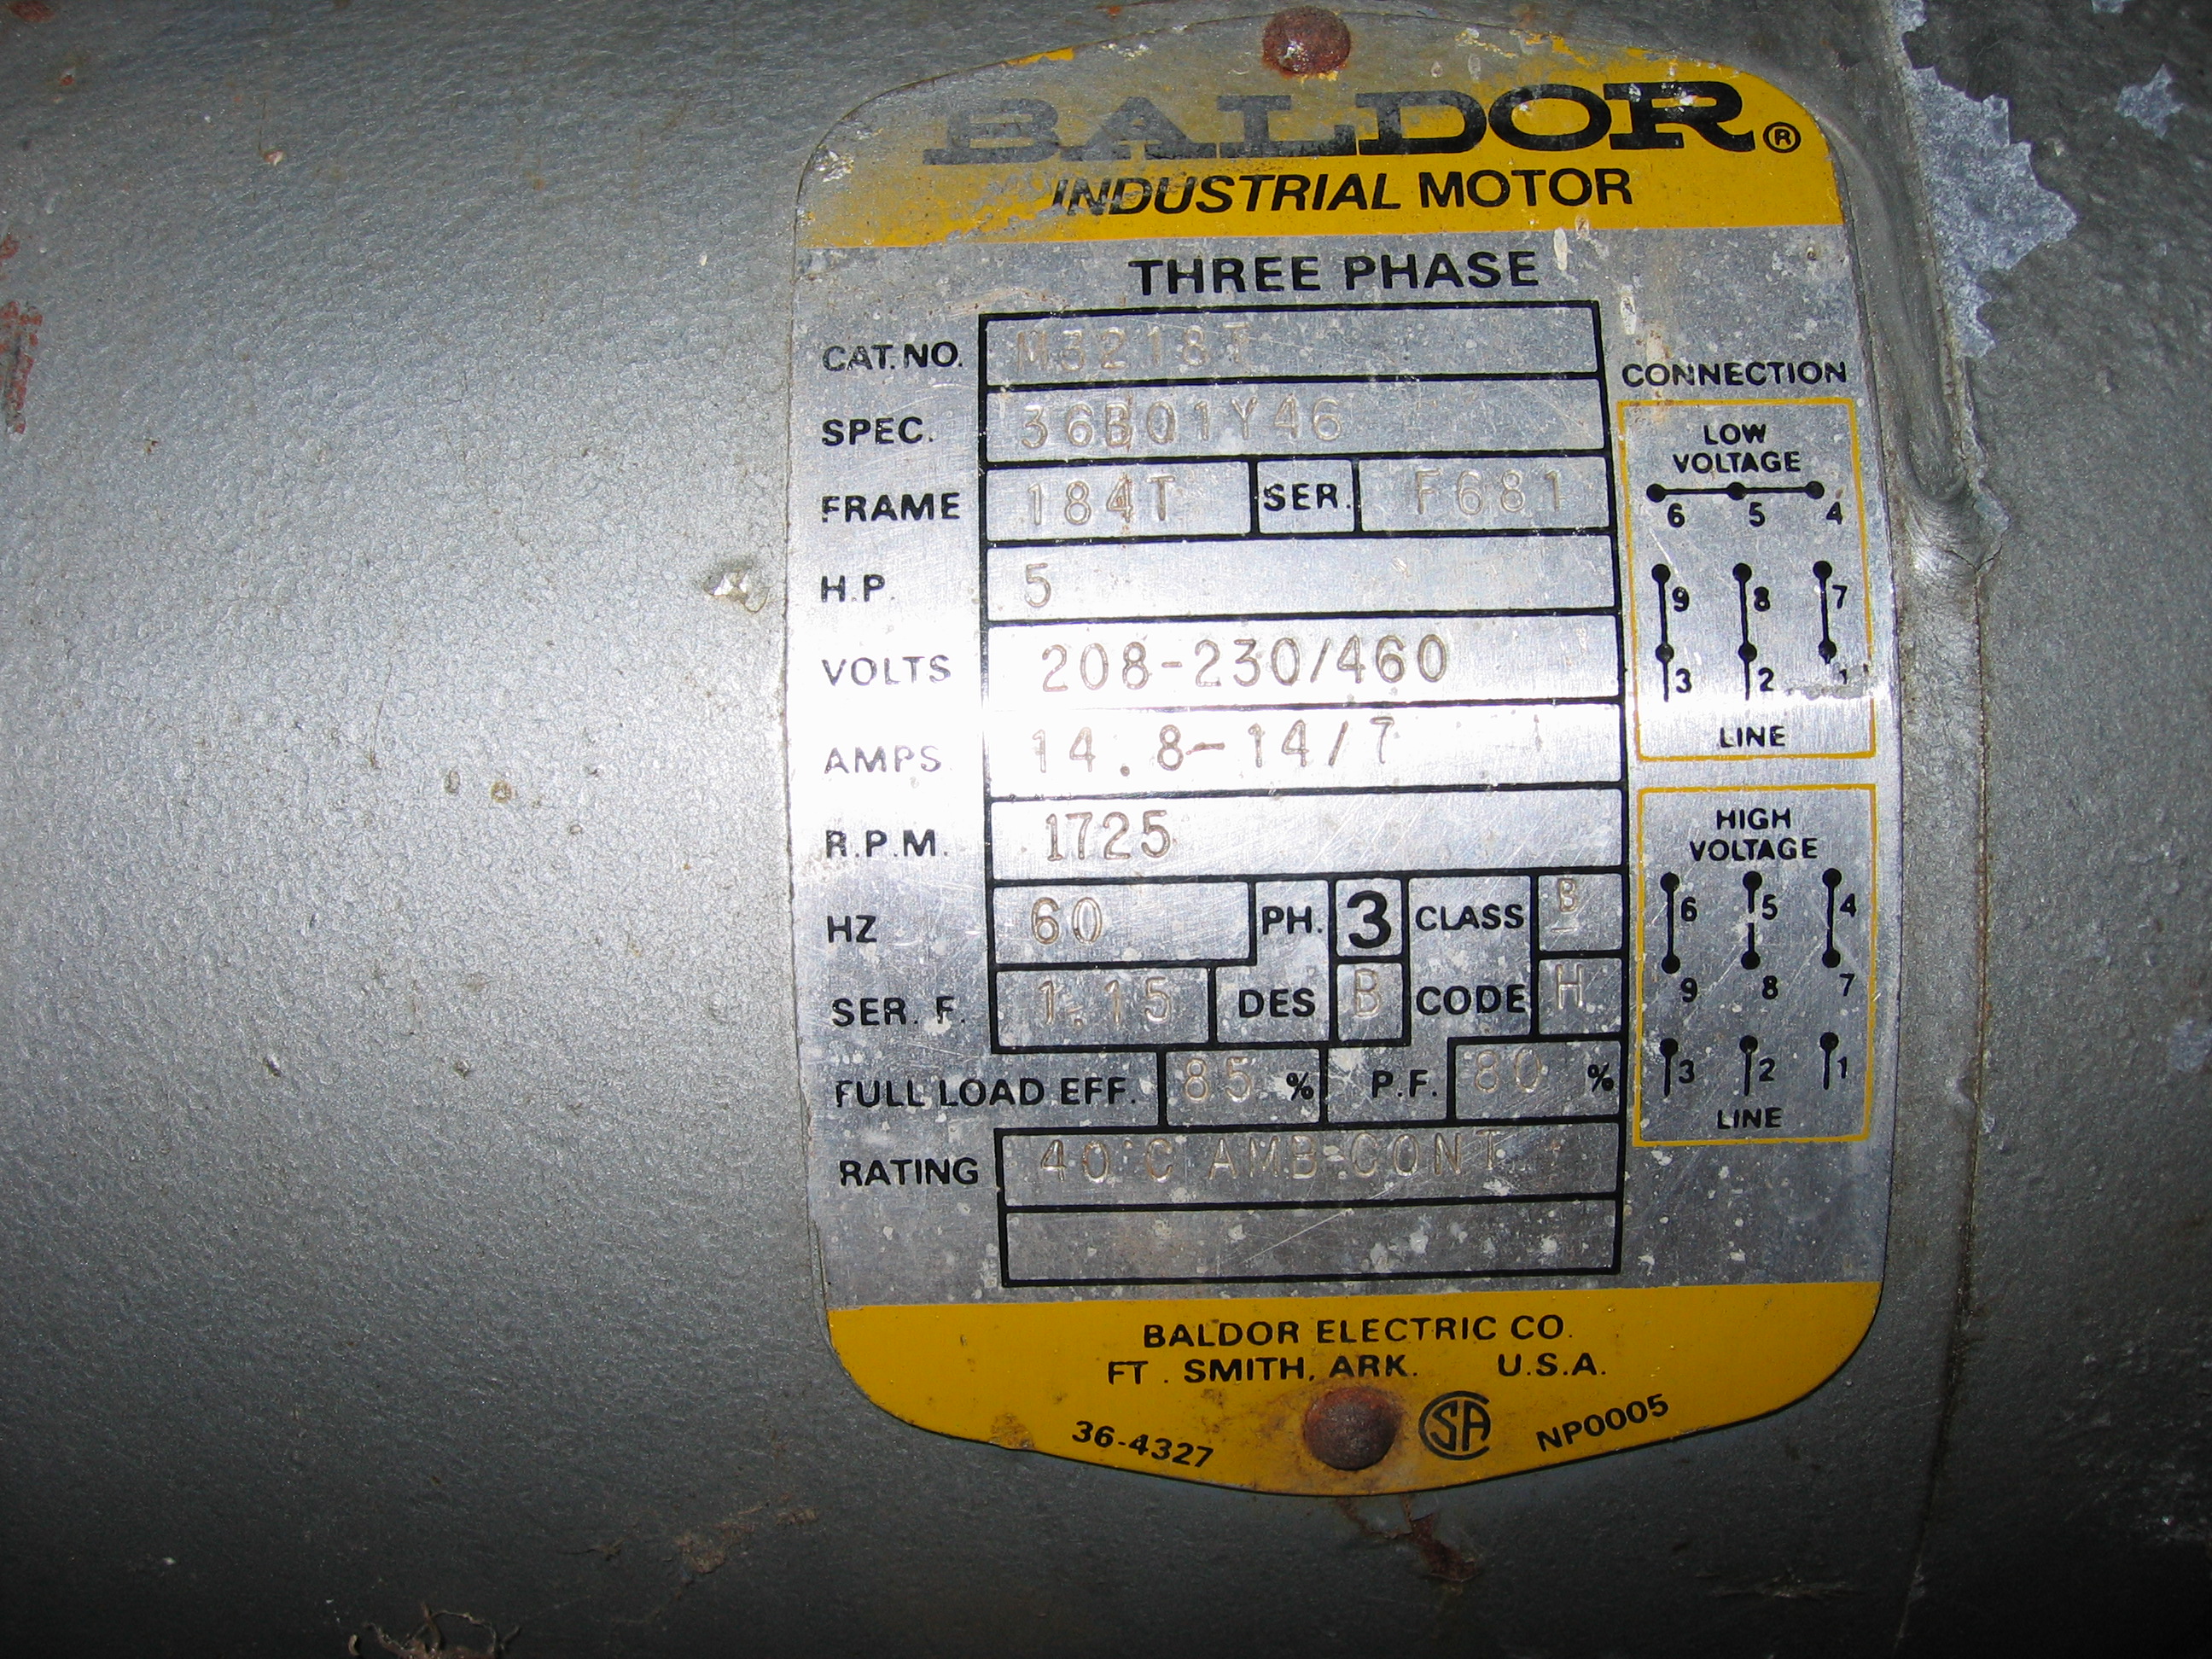 BALDOR®
INDUSTRIAL MOTOR
THREE PHASE
CAT. NO. M3218T
SPEC. 36B01Y46
FRAME 184T SER. F681
H.P. 5
VOLTS 208-230/460
AMPS 14.8-14/7
R.P.M. 1725
HZ 60 PH. 3 CLASS B
SER. F. 1.15 DES B CODE H
FULL LOAD EFF. 85 % P.F. 80 %
RATING 40°C AMB-CONT
CONNECTION
LOW
VOLTAGE
6 5 4
9 8 7
3 2 1
LINE
HIGH
VOLTAGE
6 5 4
9 8 7
3 2 1
LINE
BALDOR ELECTRIC CO.
FT. SMITH, ARK. U.S.A.
36-4327 SA NP0005